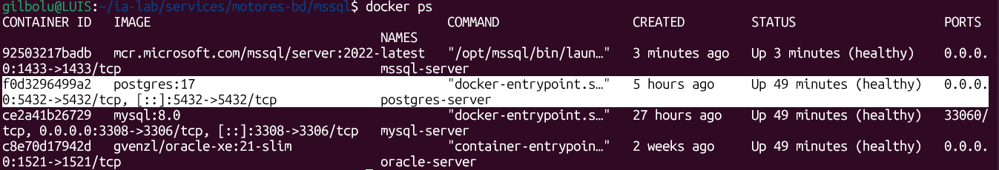 gilbolu@LUIS:~/ia-lab/services/motores-bd/mssql$ docker ps
CONTAINER ID   IMAGE                                        COMMAND                  CREATED         STATUS                    PORTS
NAMES
92503217badb   mcr.microsoft.com/mssql/server:2022-latest   "/opt/mssql/bin/laun…"   3 minutes ago   Up 3 minutes (healthy)    0.0.0.
0:1433->1433/tcp                                mssql-server
f0d3296499a2   postgres:17                                  "docker-entrypoint.s…"   5 hours ago     Up 49 minutes (healthy)   0.0.0.
0:5432->5432/tcp, [::]:5432->5432/tcp           postgres-server
ce2a41b26729   mysql:8.0                                    "docker-entrypoint.s…"   27 hours ago    Up 49 minutes (healthy)   33060/
tcp, 0.0.0.0:3308->3306/tcp, [::]:3308->3306/tcp   mysql-server
c8e70d17942d   gvenzl/oracle-xe:21-slim                     "container-entrypoin…"   2 weeks ago     Up 49 minutes (healthy)   0.0.0.
0:1521->1521/tcp                                oracle-server